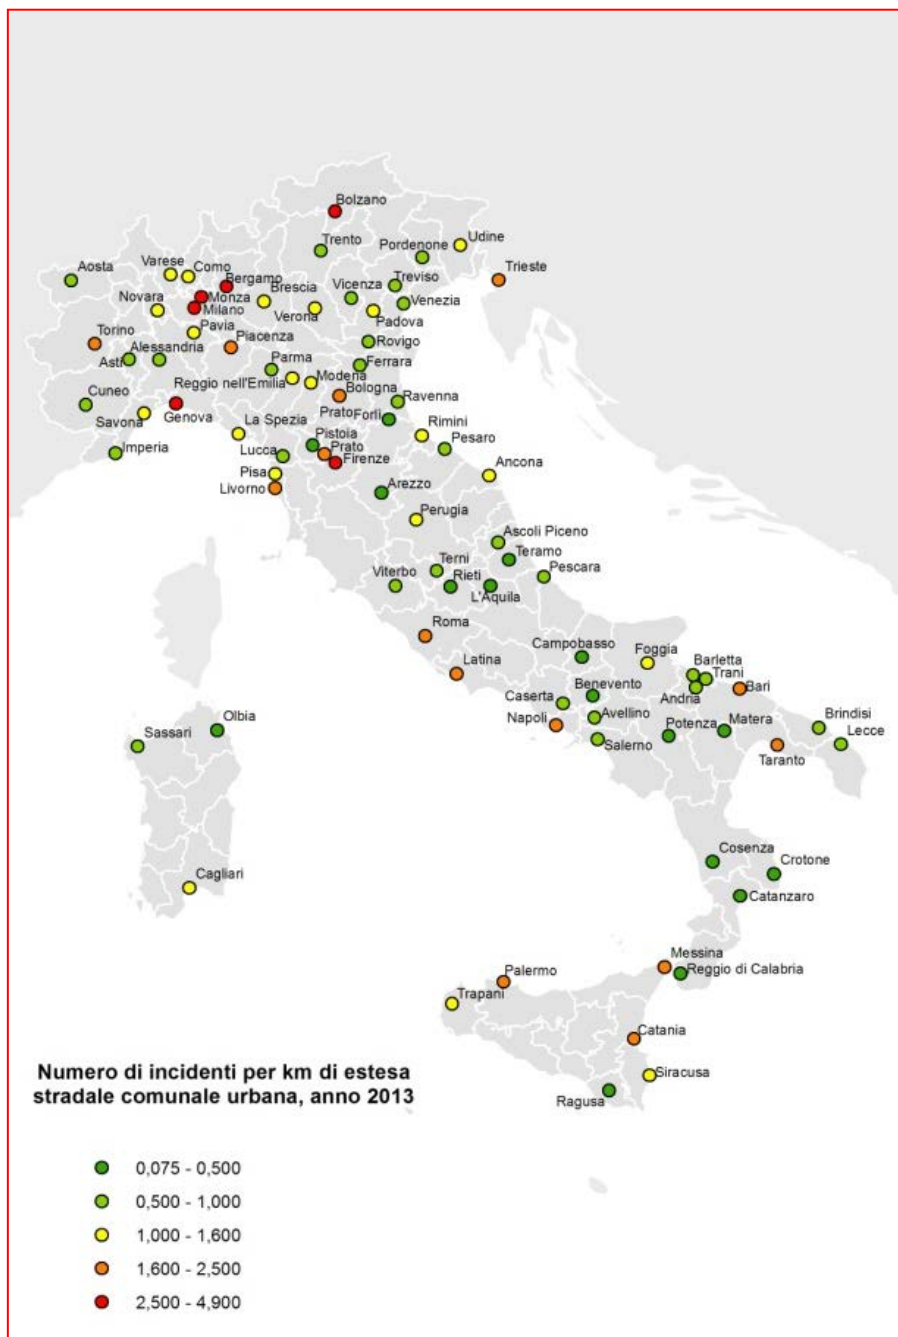 Bolzano
Trento
Pordenone
Udine
Trieste
Aosta
Varese
Como
Bergamo
Brescia
Vicenza
Treviso
Novara
Monza
Milano
Verona
Venezia
Padova
Torino
Pavia
Piacenza
Rovigo
Asti
Alessandria
Parma
Ferrara
Reggio nell'Emilia
Modena
Bologna
Cuneo
Ravenna
Savona
Genova
La Spezia
Prato
Forlì
Rimini
Imperia
Lucca
Pistoia
Prato
Firenze
Pesaro
Pisa
Livorno
Arezzo
Ancona
Perugia
Ascoli Piceno
Teramo
Viterbo
Terni
Rieti
L'Aquila
Pescara
Roma
Latina
Campobasso
Foggia
Barletta
Trani
Caserta
Benevento
Andria
Bari
Napoli
Avellino
Potenza
Matera
Brindisi
Salerno
Taranto
Lecce
Olbia
Sassari
Cosenza
Crotone
Cagliari
Catanzaro
Messina
Palermo
Reggio di Calabria
Trapani
Catania
Siracusa
Ragusa
Numero di incidenti per km di estesa
stradale comunale urbana, anno 2013
0,075 - 0,500
0,500 - 1,000
1,000 - 1,600
1,600 - 2,500
2,500 - 4,900